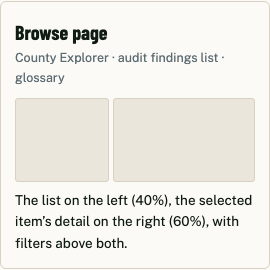 Browse page
County Explorer · audit findings list ·
glossary
The list on the left (40%), the selected
item’s detail on the right (60%), with
filters above both.